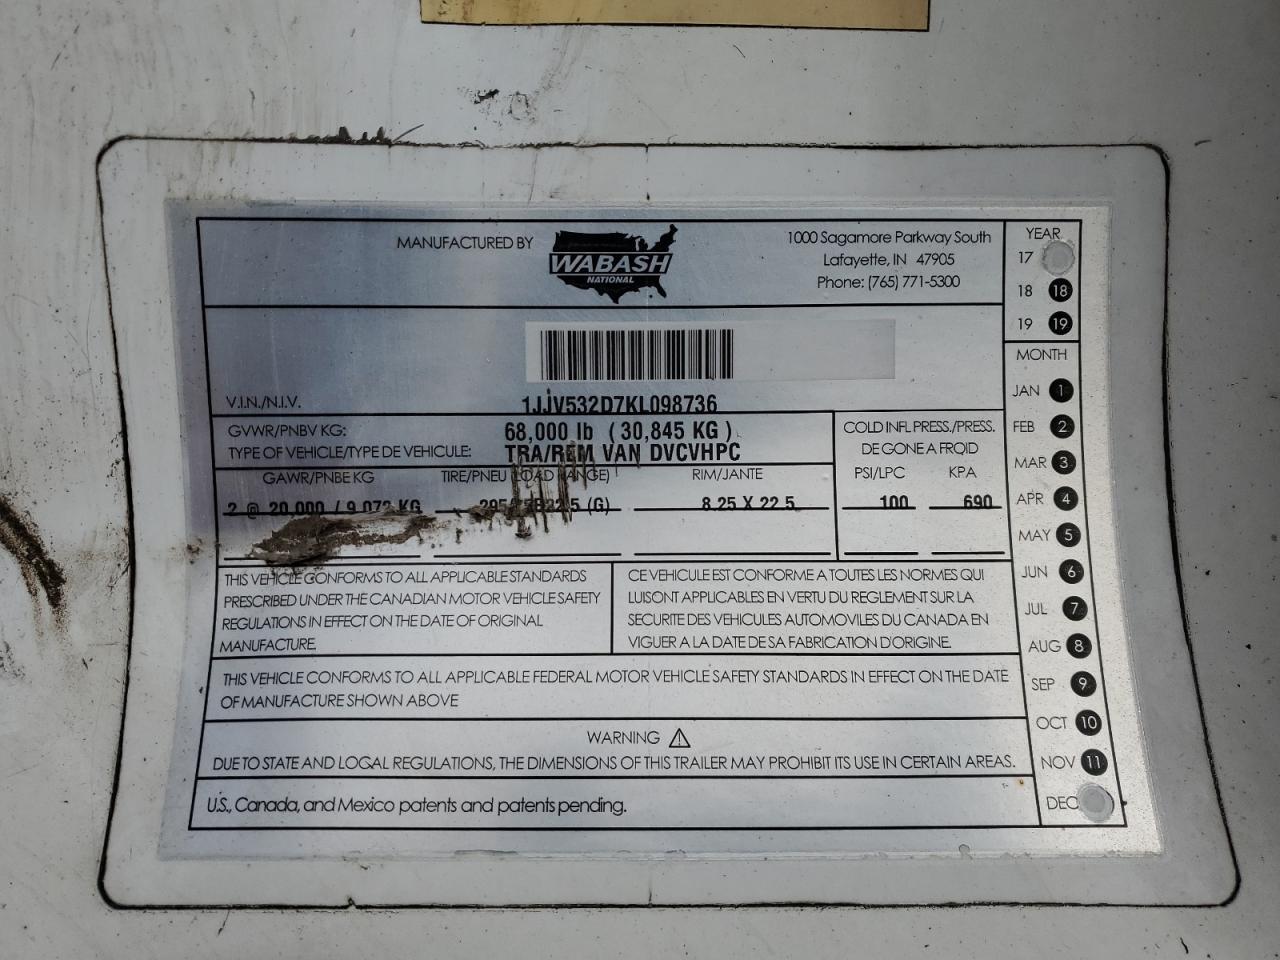 MANUFACTURED BY
WABASH
NATIONAL
1000 Sagamore Parkway South
Lafayette, IN 47905
Phone: (765) 771-5300
YEAR
17
18 18
19 19
V.I.N./N.I.V. 1JJV532D7KL098736
GVWR/PNBV KG: 68,000 lb (30,845 KG)
TYPE OF VEHICLE/TYPE DE VEHICULE: TRA/REM VAN DVCVHPC
COLD INFL PRESS./PRESS.
DE GONE A FROID
GAWR/PNBE KG TIRE/PNEU RIM/JANTE PSI/LPC KPA
2 @ 20,000 / 9,072 KG (G) 8.25 X 22.5 100 690
THIS VEHICLE CONFORMS TO ALL APPLICABLE STANDARDS
PRESCRIBED UNDER THE CANADIAN MOTOR VEHICLE SAFETY
REGULATIONS IN EFFECT ON THE DATE OF ORIGINAL
MANUFACTURE.
CE VEHICULE EST CONFORME A TOUTES LES NORMES QUI
LUISONT APPLICABLES EN VERTU DU REGLEMENT SUR LA
SECURITE DES VEHICULES AUTOMOVILES DU CANADA EN
VIGUER A LA DATE DE SA FABRICATION D'ORIGINE.
THIS VEHICLE CONFORMS TO ALL APPLICABLE FEDERAL MOTOR VEHICLE SAFETY STANDARDS IN EFFECT ON THE DATE
OF MANUFACTURE SHOWN ABOVE
WARNING
DUE TO STATE AND LOCAL REGULATIONS, THE DIMENSIONS OF THIS TRAILER MAY PROHIBIT ITS USE IN CERTAIN AREAS.
U.S., Canada, and Mexico patents and patents pending.
MONTH
JAN 1
FEB 2
MAR 3
APR 4
MAY 5
JUN 6
JUL 7
AUG 8
SEP 9
OCT 10
NOV 11
DEC